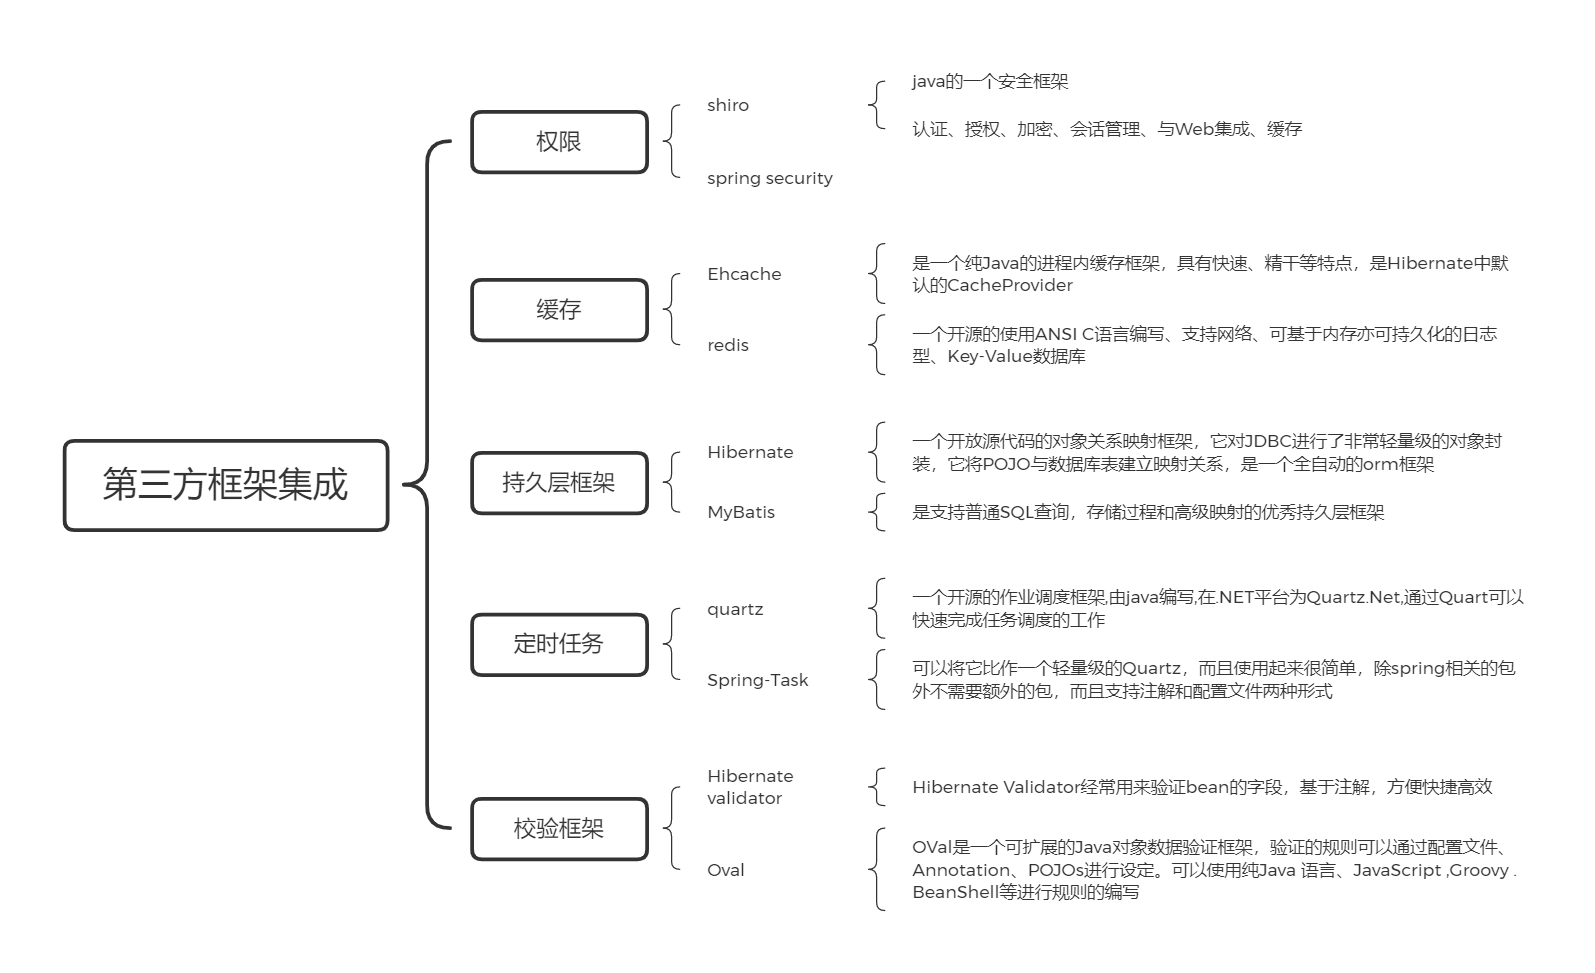 第三方框架集成
权限
shiro
java的一个安全框架
认证、授权、加密、会话管理、与Web集成、缓存
spring security
缓存
Ehcache
是一个纯Java的进程内缓存框架，具有快速、精干等特点，是Hibernate中默
认的CacheProvider
redis
一个开源的使用ANSI C语言编写、支持网络、可基于内存亦可持久化的日志
型、Key-Value数据库
持久层框架
Hibernate
一个开放源代码的对象关系映射框架，它对JDBC进行了非常轻量级的对象封
装，它将POJO与数据库表建立映射关系，是一个全自动的orm框架
MyBatis
是支持普通SQL查询，存储过程和高级映射的优秀持久层框架
定时任务
quartz
一个开源的作业调度框架,由java编写,在.NET平台为Quartz.Net,通过Quart可以
快速完成任务调度的工作
Spring-Task
可以将它比作一个轻量级的Quartz，而且使用起来很简单，除spring相关的包
外不需要额外的包，而且支持注解和配置文件两种形式
校验框架
Hibernate
validator
Hibernate Validator经常用来验证bean的字段，基于注解，方便快捷高效
Oval
OVal是一个可扩展的Java对象数据验证框架，验证的规则可以通过配置文件、
Annotation、POJOs进行设定。可以使用纯Java 语言、JavaScript ,Groovy .
BeanShell等进行规则的编写